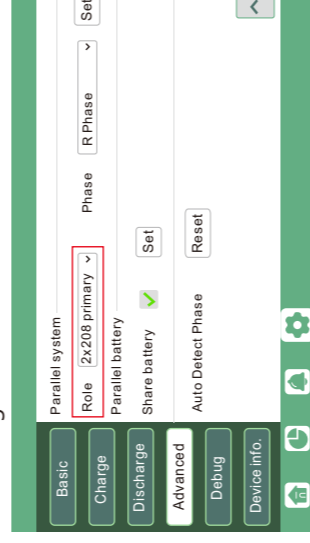 Basic
Charge
Discharge
Advanced
Debug
Device info.
Parallel system
Role 2x208 primary Phase R Phase Set
Parallel battery
Share battery Set
Auto Detect Phase Reset